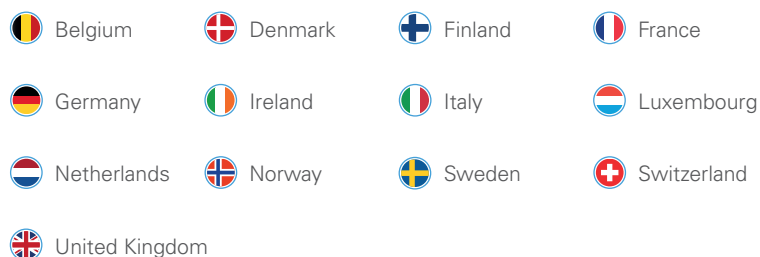 Belgium Denmark Finland France
Germany Ireland Italy Luxembourg
Netherlands Norway Sweden Switzerland
United Kingdom